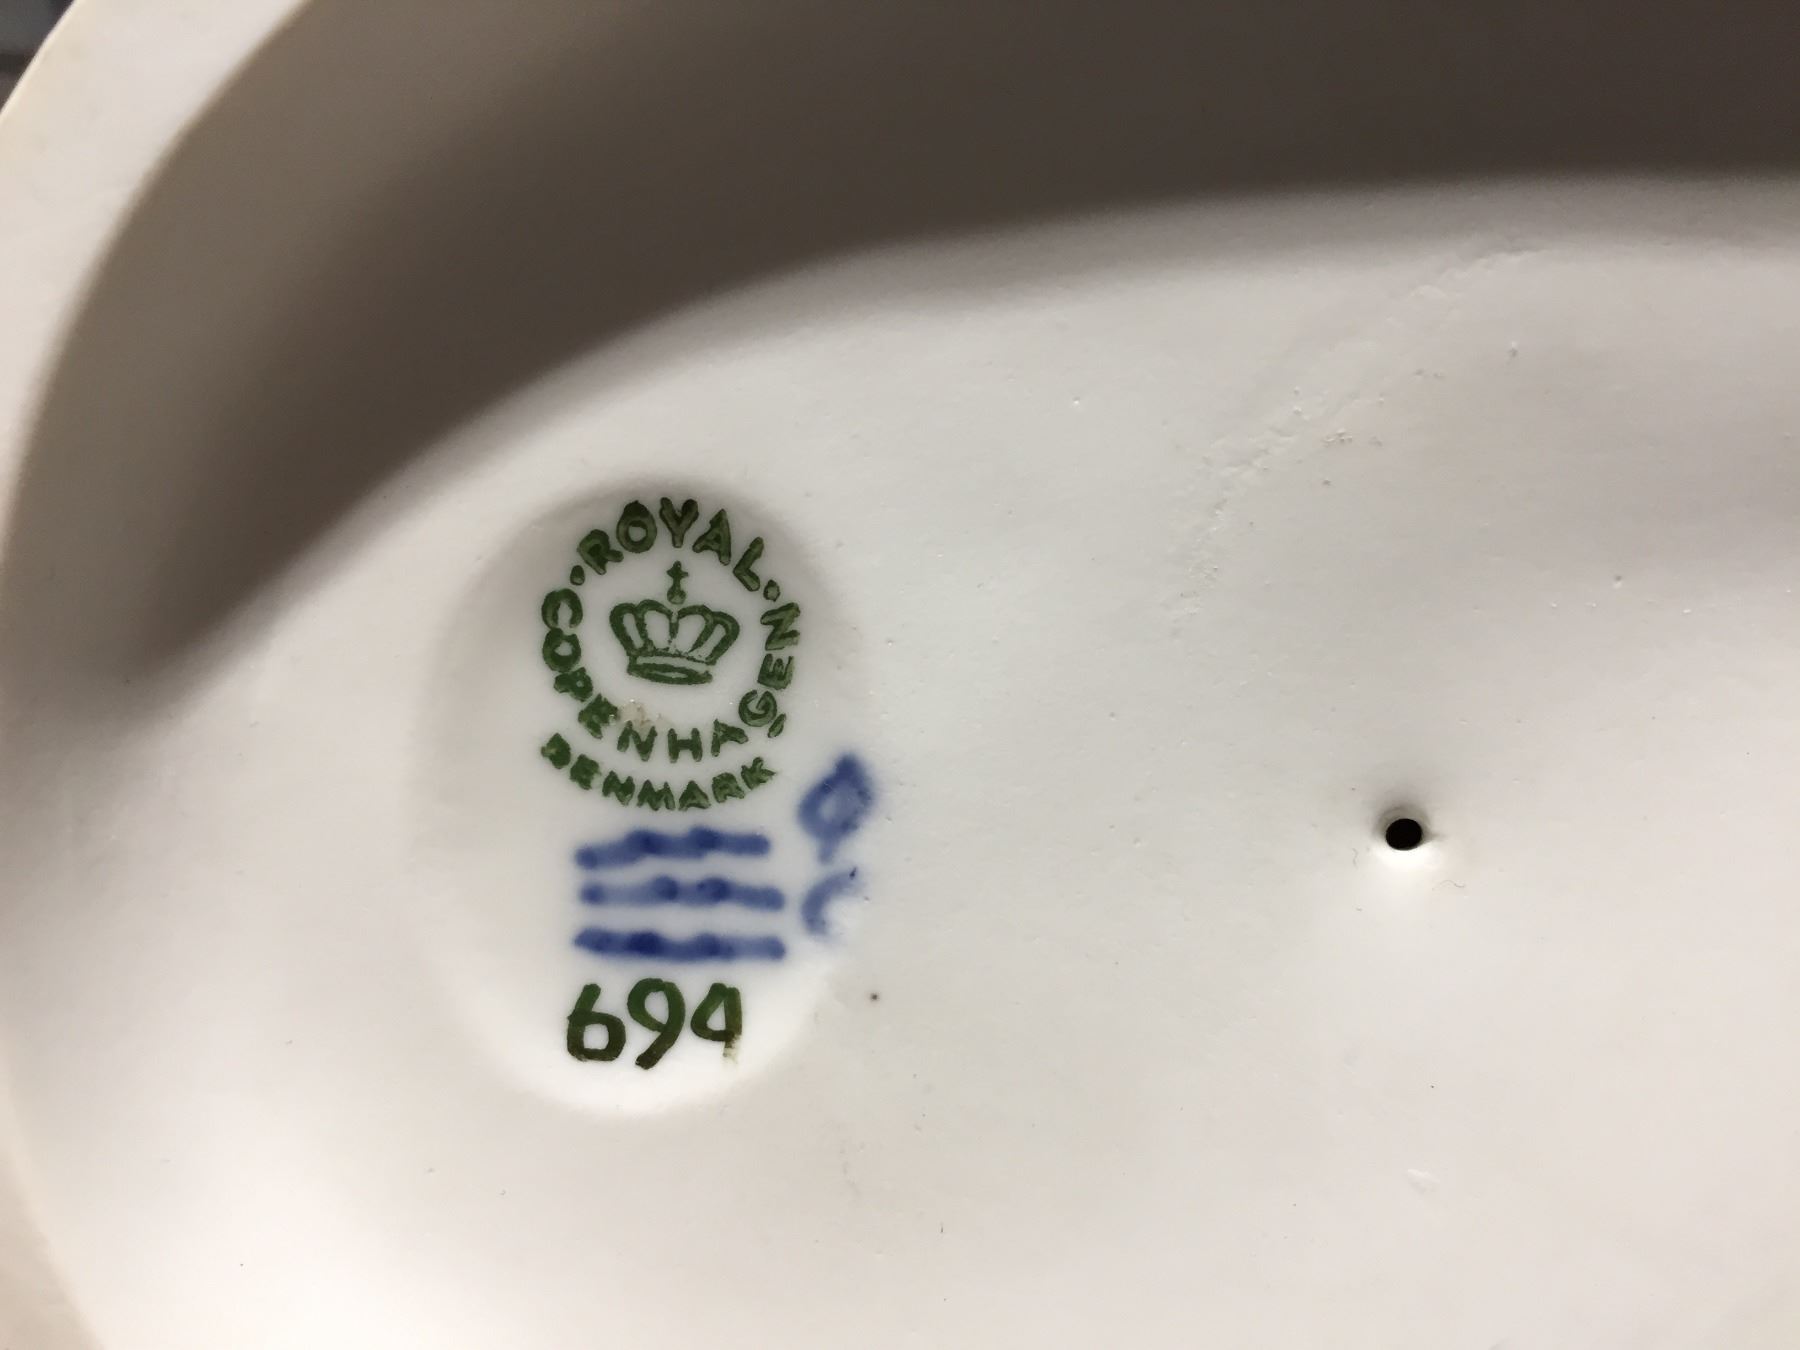 ROYAL
COPENHAGEN
DENMARK
694